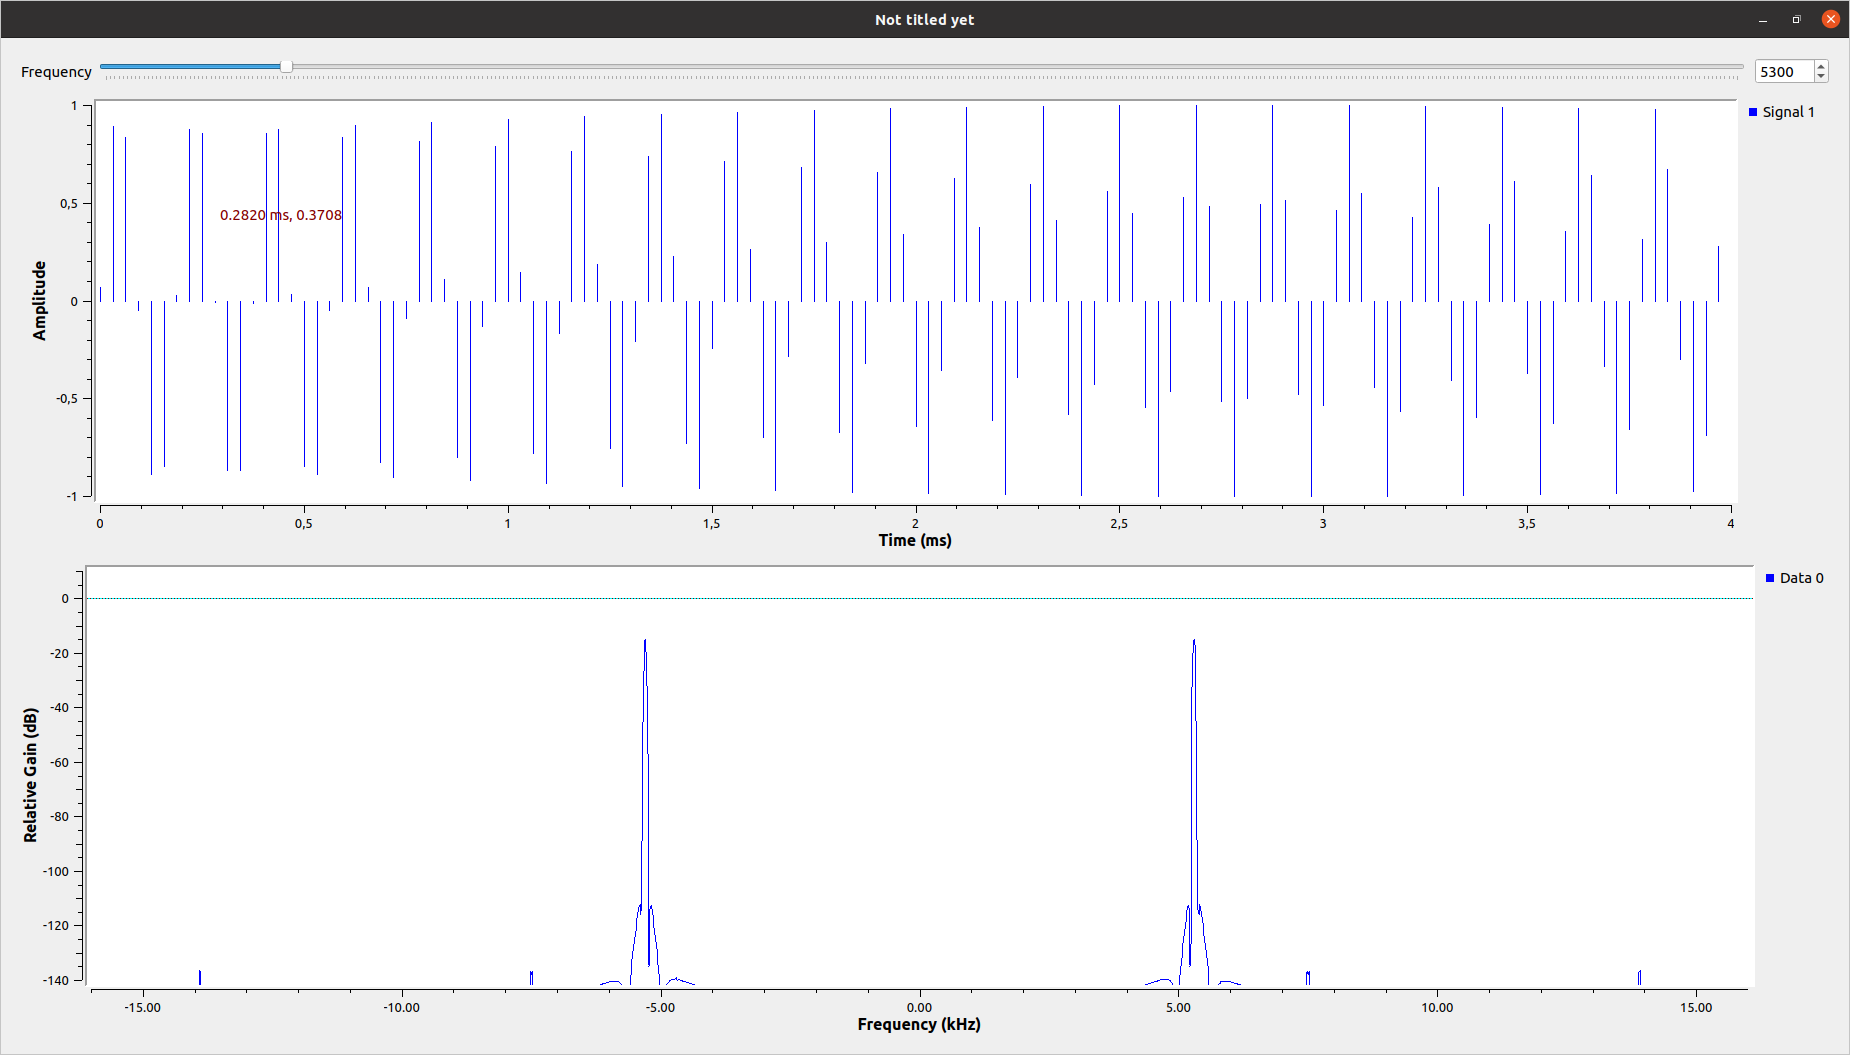 Not titled yet
Frequency
5300
Signal 1
1
0,5
0
-0,5
-1
Amplitude
0.2820 ms, 0.3708
0 0,5 1 1,5 2 2,5 3 3,5 4
Time (ms)
Data 0
0
-20
-40
-60
-80
-100
-120
-140
Relative Gain (dB)
-15.00 -10.00 -5.00 0.00 5.00 10.00 15.00
Frequency (kHz)